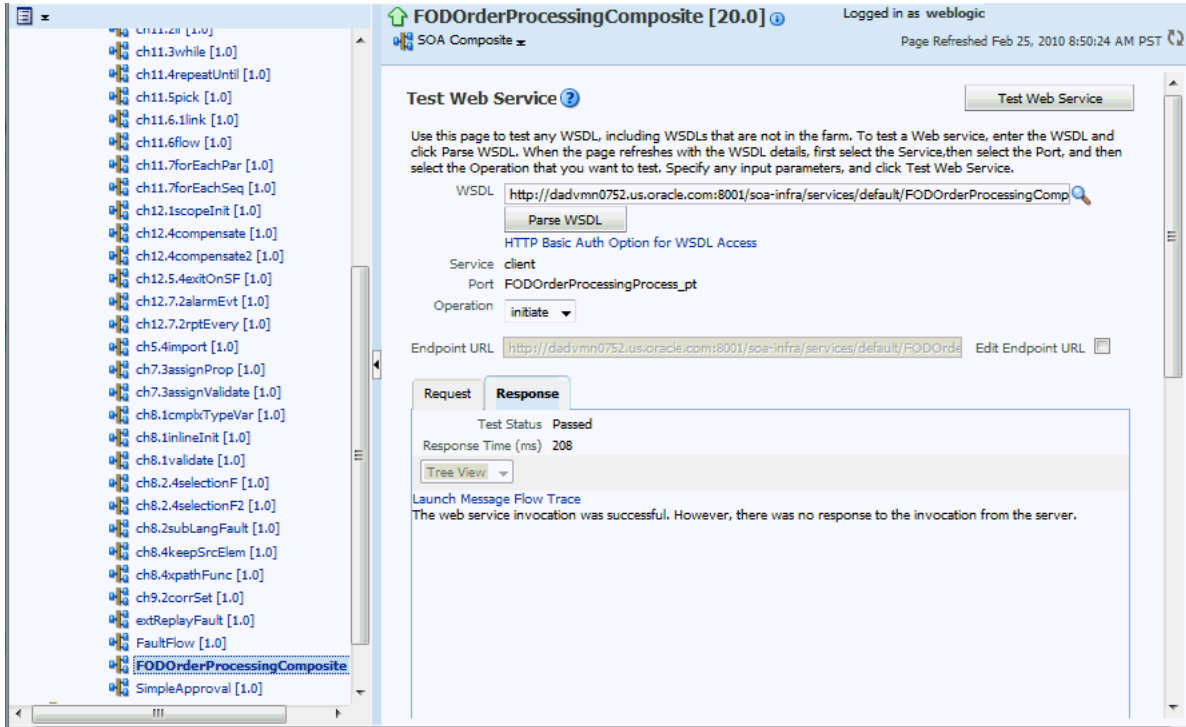 ch11.3while [1.0]
ch11.4repeatUntil [1.0]
ch11.5pick [1.0]
ch11.6.1link [1.0]
ch11.6flow [1.0]
ch11.7forEachPar [1.0]
ch11.7forEachSeq [1.0]
ch12.1scopeInit [1.0]
ch12.4compensate [1.0]
ch12.4compensate2 [1.0]
ch12.5.4exitOnSF [1.0]
ch12.7.2alarmEvt [1.0]
ch12.7.2rptEvery [1.0]
ch5.4import [1.0]
ch7.3assignProp [1.0]
ch7.3assignValidate [1.0]
ch8.1cmplxTypeVar [1.0]
ch8.1inlineInit [1.0]
ch8.1validate [1.0]
ch8.2.4selectionF [1.0]
ch8.2.4selectionF2 [1.0]
ch8.2subLangFault [1.0]
ch8.4keepSrcElem [1.0]
ch8.4xpathFunc [1.0]
ch9.2corrSet [1.0]
extReplayFault [1.0]
FaultFlow [1.0]
FODOrderProcessingComposite
SimpleApproval [1.0]
FODOrderProcessingComposite [20.0]
Logged in as weblogic
SOA Composite
Page Refreshed Feb 25, 2010 8:50:24 AM PST
Test Web Service
Test Web Service
Use this page to test any WSDL, including WSDLs that are not in the farm. To test a Web service, enter the WSDL and
click Parse WSDL. When the page refreshes with the WSDL details, first select the Service,then select the Port, and then
select the Operation that you want to test. Specify any input parameters, and click Test Web Service.
WSDL http://dadvmn0752.us.oracle.com:8001/soa-infra/services/default/FODOrderProcessingComp
Parse WSDL
HTTP Basic Auth Option for WSDL Access
Service client
Port FODOrderProcessingProcess_pt
Operation initiate
Endpoint URL http://dadvmn0752.us.oracle.com:8001/soa-infra/services/default/FODOrde Edit Endpoint URL
Request Response
Test Status Passed
Response Time (ms) 208
Tree View
Launch Message Flow Trace
The web service invocation was successful. However, there was no response to the invocation from the server.